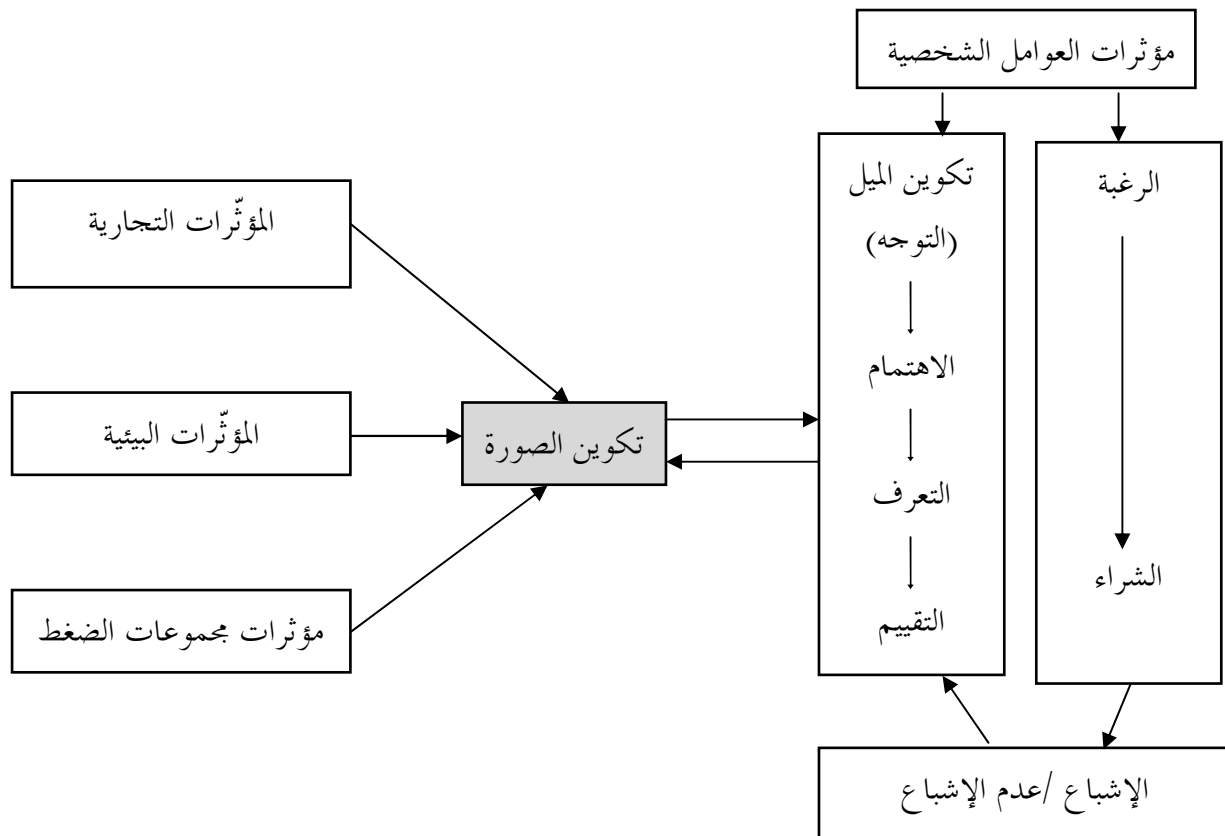 مؤثرات العوامل الشخصية
الرغبة
الشراء
تكوين الميل
(التوجه)
الاهتمام
التعرف
التقييم
المؤثّرات التجارية
تكوين الصورة
المؤثّرات البيئية
مؤثرات مجموعات الضغط
الإشباع /عدم الإشباع